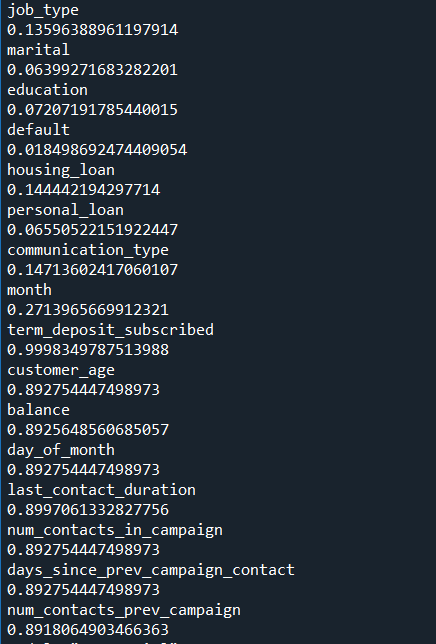 job_type
0.13596388961197914
marital
0.06399271683282201
education
0.07207191785440015
default
0.018498692474409054
housing_loan
0.144442194297714
personal_loan
0.06550522151922447
communication_type
0.14713602417060107
month
0.2713965669912321
term_deposit_subscribed
0.9998349787513988
customer_age
0.892754447498973
balance
0.8925648560685057
day_of_month
0.892754447498973
last_contact_duration
0.8997061332827756
num_contacts_in_campaign
0.892754447498973
days_since_prev_campaign_contact
0.892754447498973
num_contacts_prev_campaign
0.8918064903466363